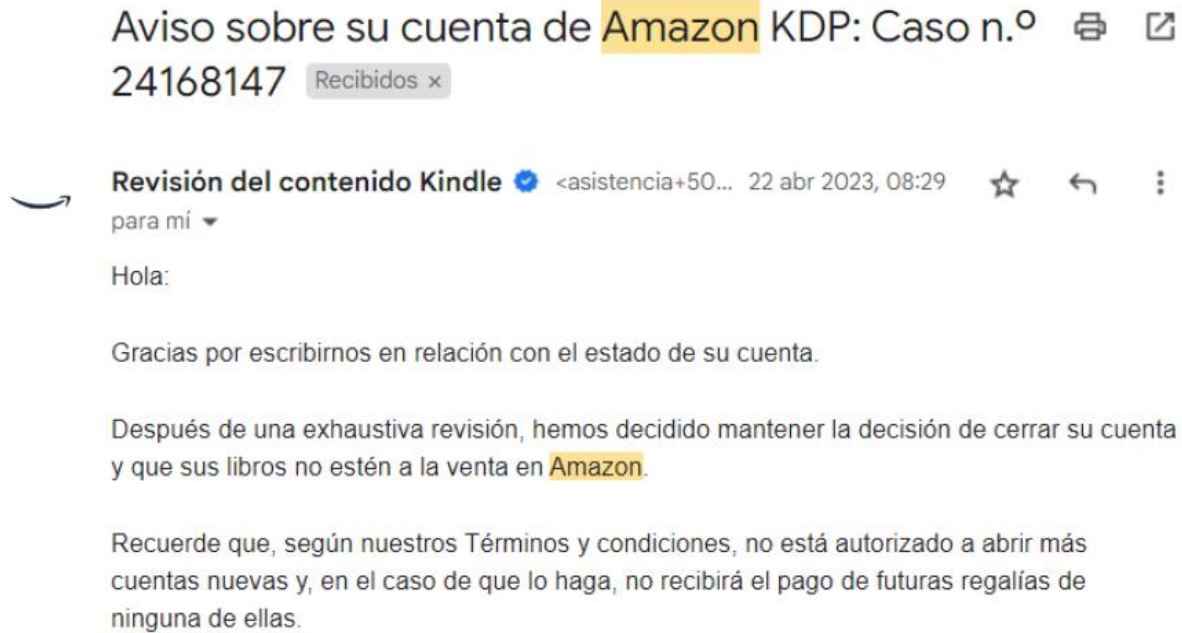 Aviso sobre su cuenta de Amazon KDP: Caso n.º
24168147 Recibidos ×
Revisión del contenido Kindle <asistencia+50... 22 abr 2023, 08:29
para mí
Hola:
Gracias por escribirnos en relación con el estado de su cuenta.
Después de una exhaustiva revisión, hemos decidido mantener la decisión de cerrar su cuenta
y que sus libros no estén a la venta en Amazon.
Recuerde que, según nuestros Términos y condiciones, no está autorizado a abrir más
cuentas nuevas y, en el caso de que lo haga, no recibirá el pago de futuras regalías de
ninguna de ellas.